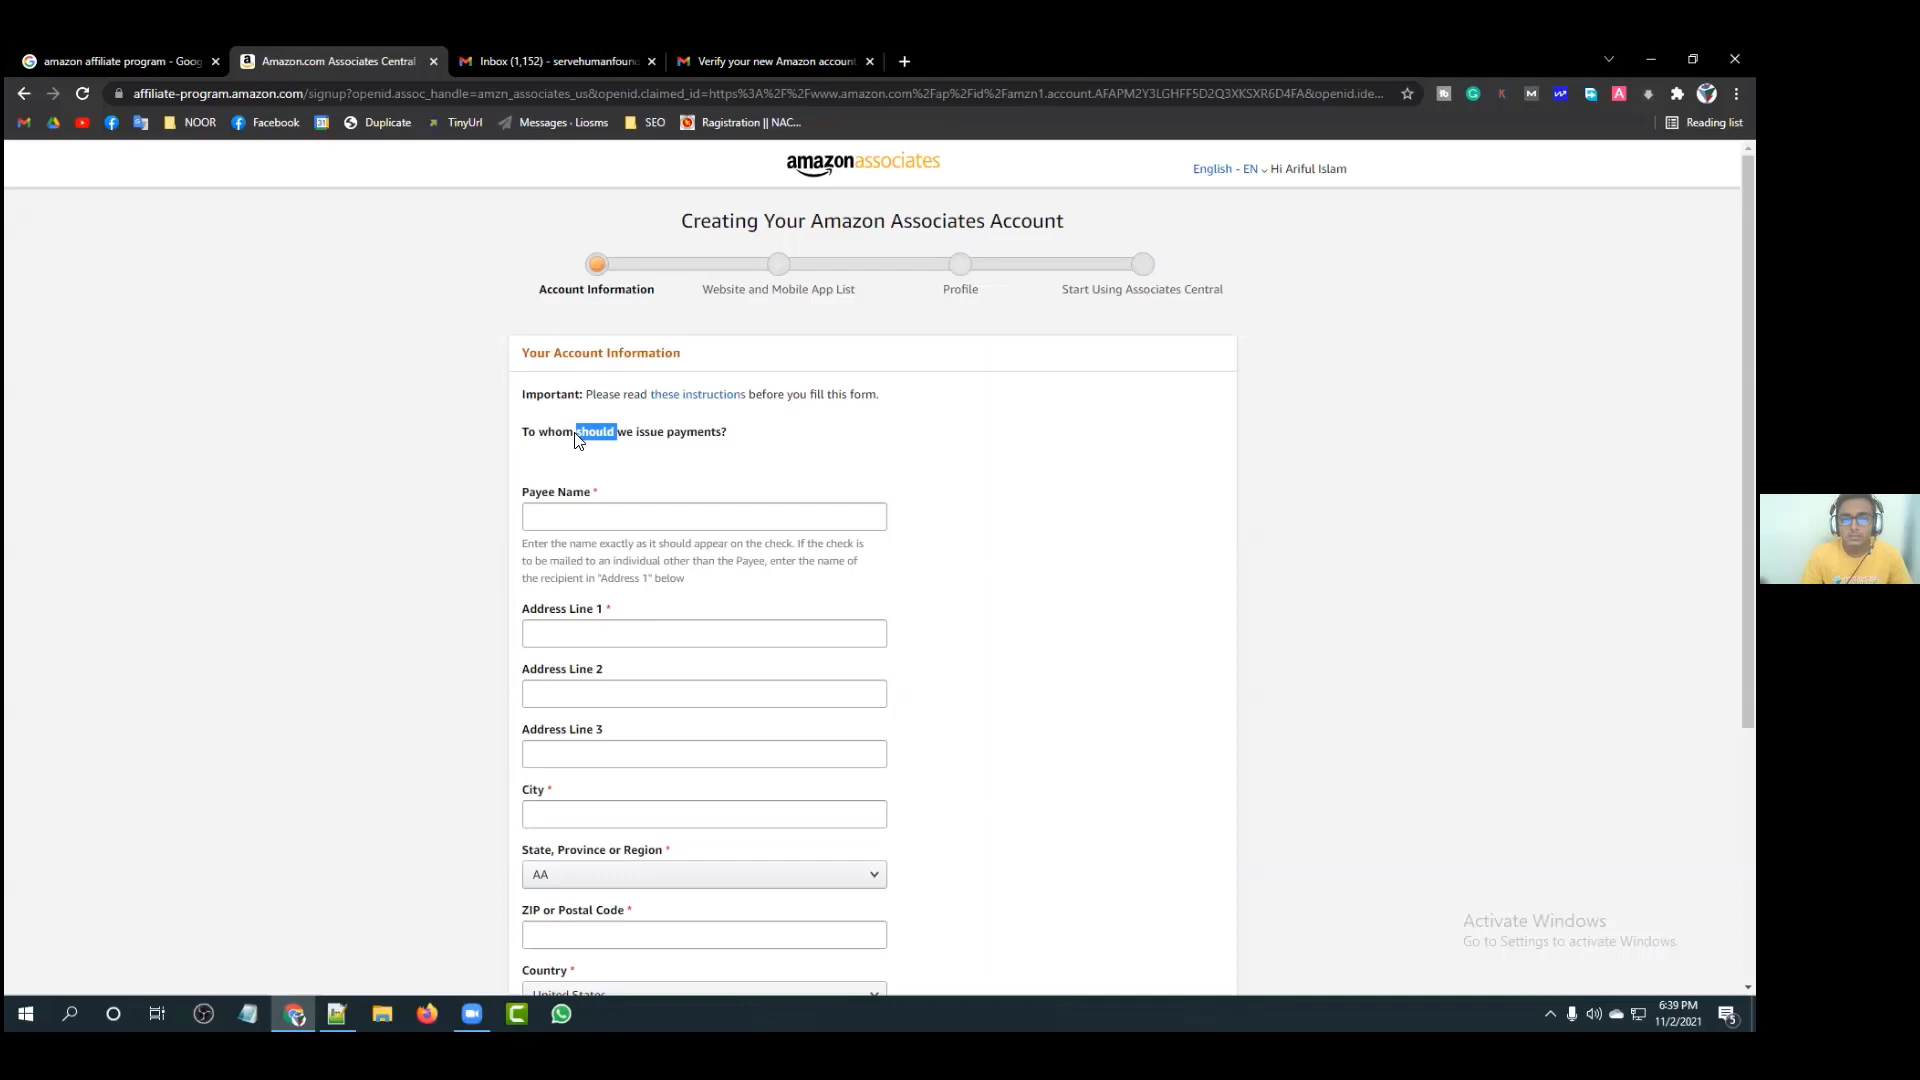 amazon affiliate program - Goog
Amazon.com Associates Central
Inbox (1,152) - servehumanfoun
Verify your new Amazon account
affiliate-program.amazon.com/signup?openid.assoc_handle=amzn_associates_us&openid.claimed_id=https%3A%2F%2Fwww.amazon.com%2Fap%2Fid%2Famzn1.account.AFAPM2Y3LGHFF5D2Q3XKSXR6D4FA&openid.ide...
NOOR
Facebook
Duplicate
TinyUrl
Messages · Liosms
SEO
Ragistration || NAC...
Reading list
amazonassociates
English - EN Hi Ariful Islam
Creating Your Amazon Associates Account
Account Information
Website and Mobile App List
Profile
Start Using Associates Central
Your Account Information
Important: Please read these instructions before you fill this form.
To whom should we issue payments?
Payee Name *
Enter the name exactly as it should appear on the check. If the check is
to be mailed to an individual other than the Payee, enter the name of
the recipient in "Address 1" below
Address Line 1 *
Address Line 2
Address Line 3
City *
State, Province or Region *
AA
ZIP or Postal Code *
Country *
United States
Activate Windows
Go to Settings to activate Windows.
6:39 PM
11/2/2021
5